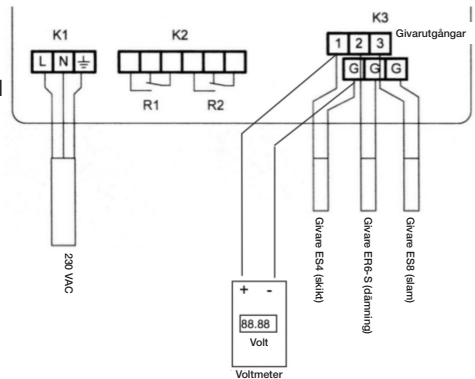 K1
K2
K3
Givarutgångar
L N
1 2 3
G G G
R1
R2
230 VAC
Givare ES4 (skikt)
Givare ER6-S (dämning)
Givare ES8 (slam)
+ -
88.88
Volt
Voltmeter